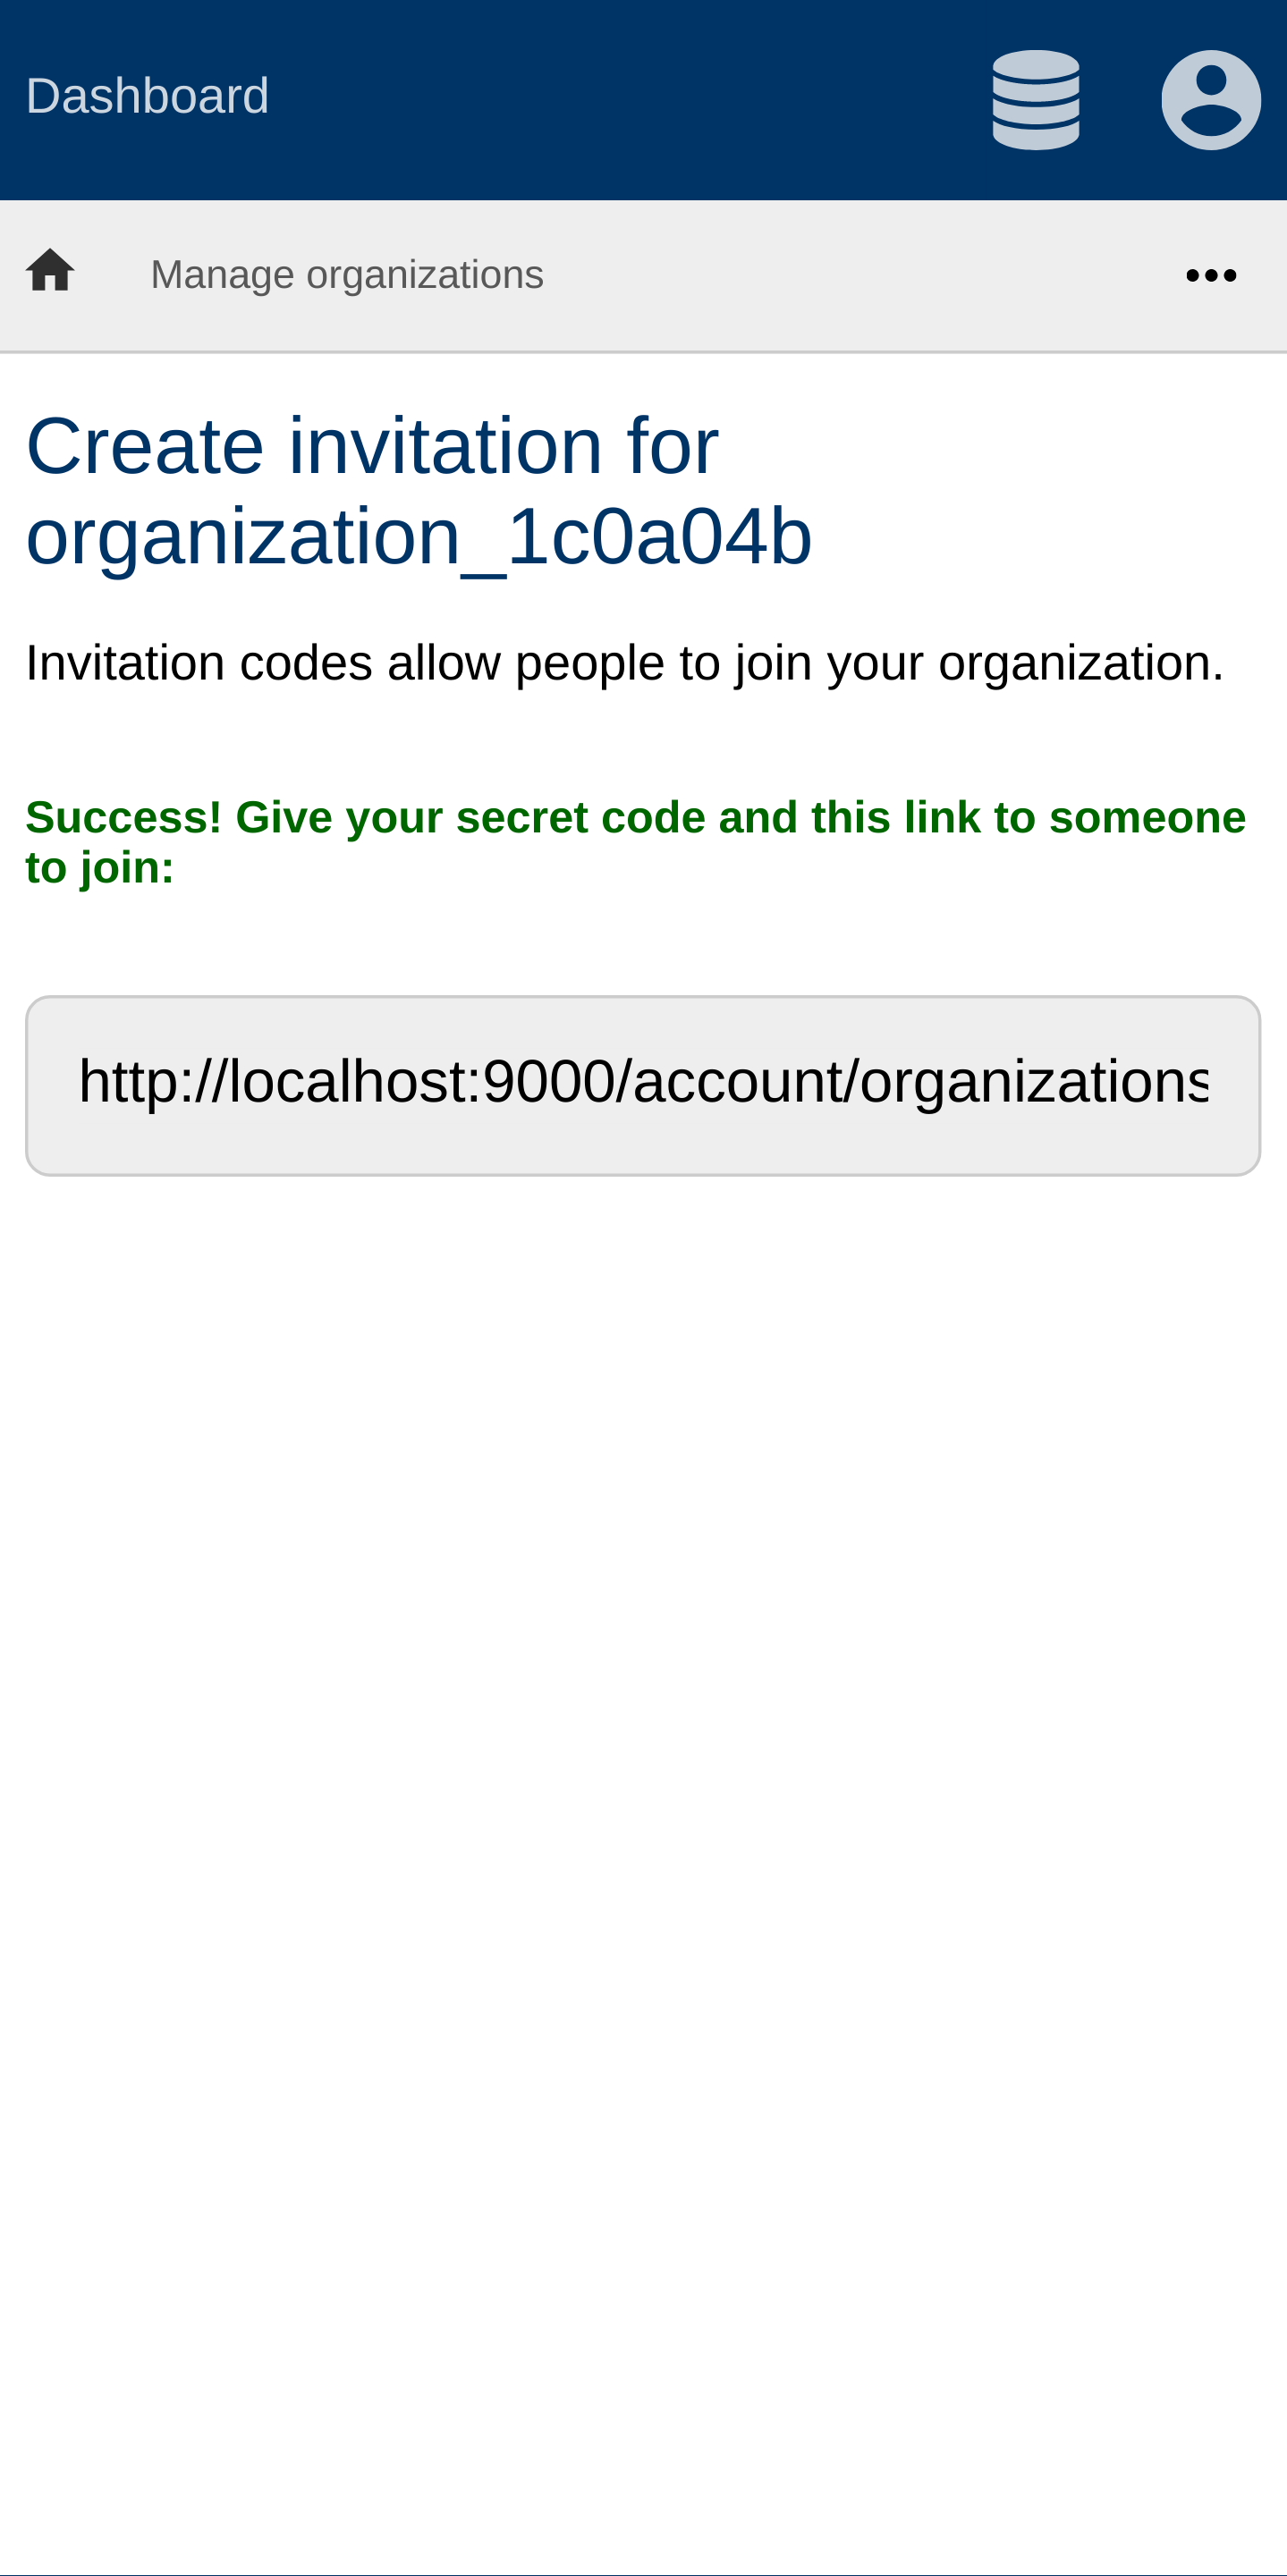 Dashboard
Manage organizations
Create invitation for
organization_1c0a04b
Invitation codes allow people to join your organization.
Success! Give your secret code and this link to someone
to join:
http://localhost:9000/account/organizations